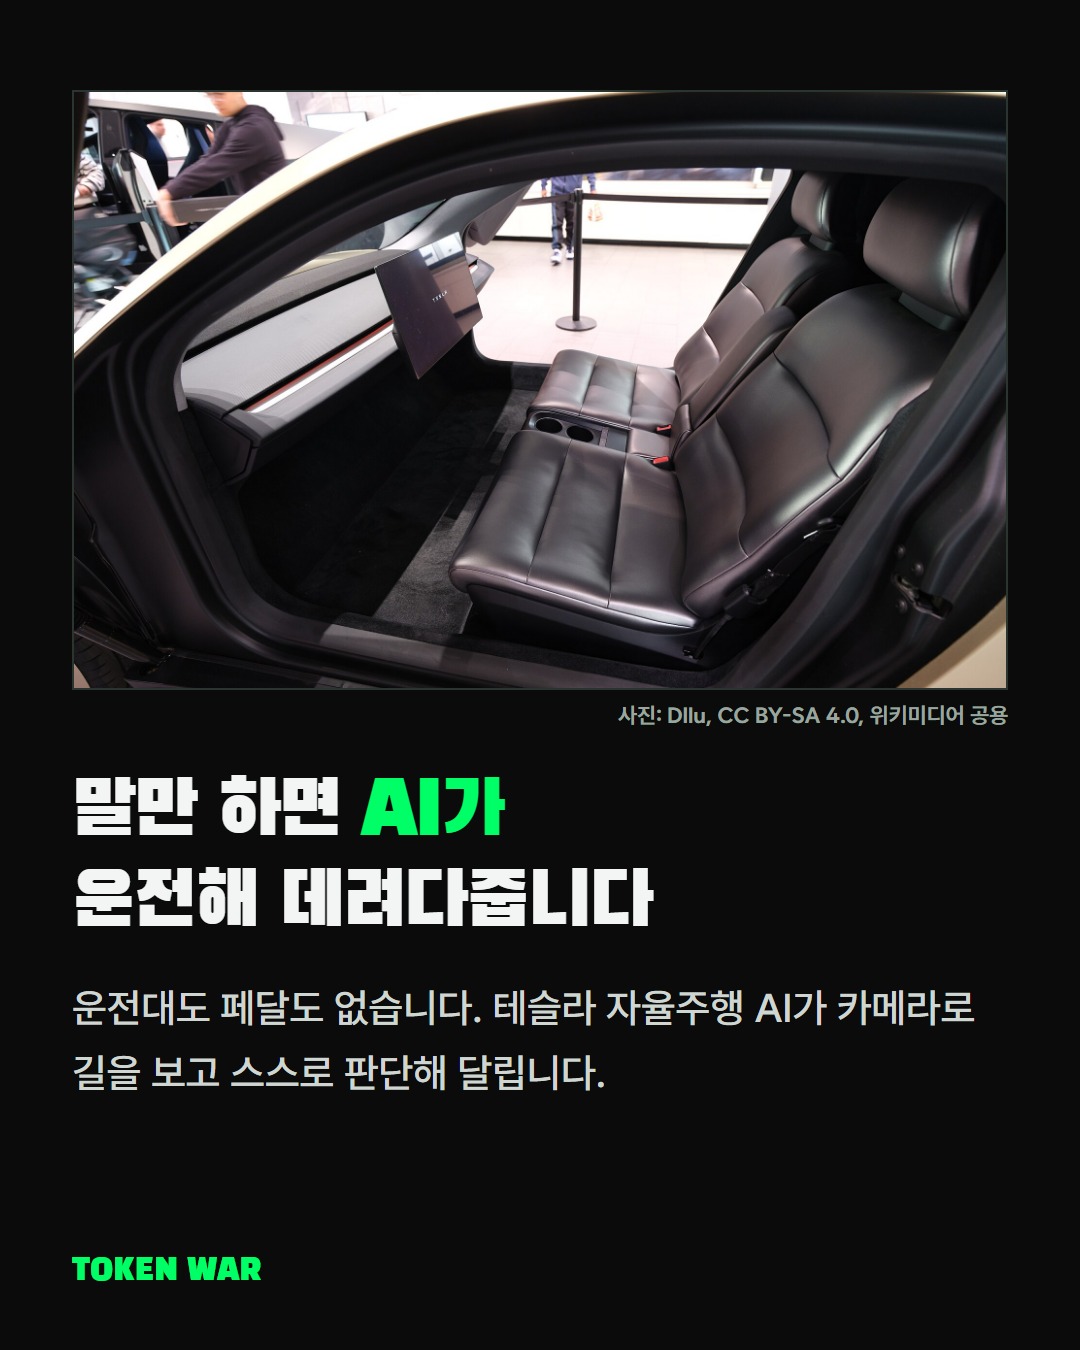 TESLA
사진: Dllu, CC BY-SA 4.0, 위키미디어 공용
말만 하면 AI가
운전해 데려다줍니다
운전대도 페달도 없습니다. 테슬라 자율주행 AI가 카메라로
길을 보고 스스로 판단해 달립니다.
TOKEN WAR